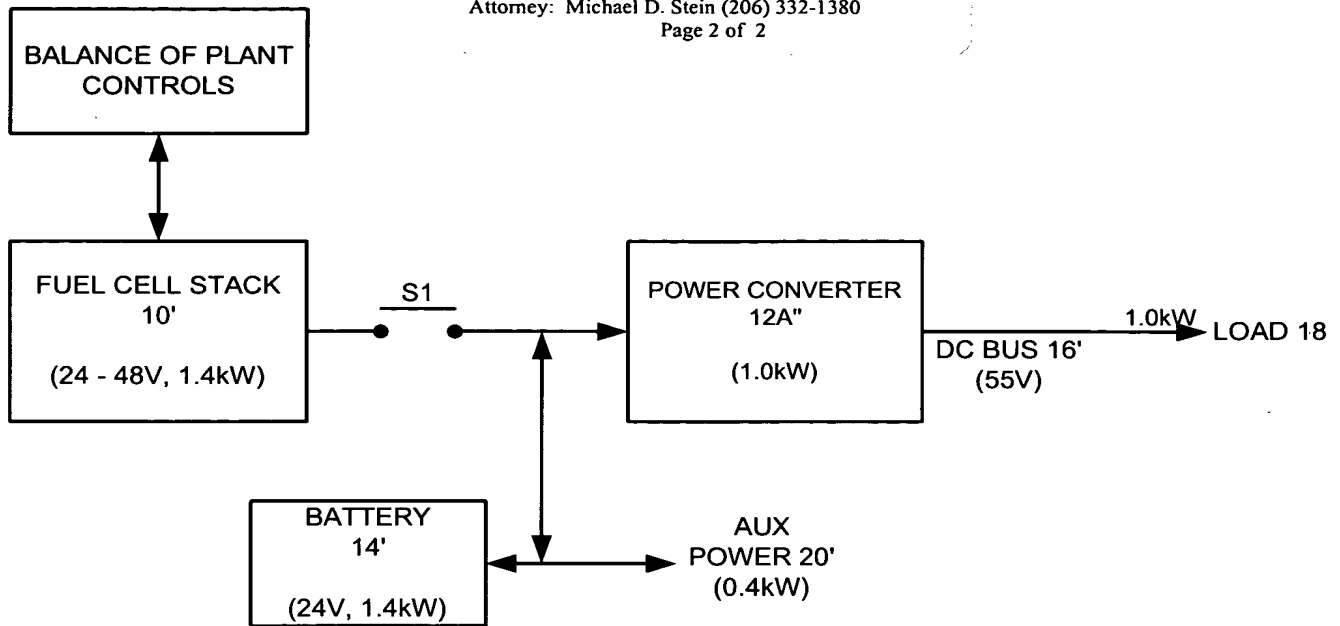 Attorney: Michael D. Stein (206) 332-1380
Page 2 of 2
BALANCE OF PLANT
CONTROLS
FUEL CELL STACK
10'
(24 - 48V, 1.4kW)
S1
POWER CONVERTER
12A"
(1.0kW)
1.0kW
LOAD 18
DC BUS 16'
(55V)
BATTERY
14'
(24V, 1.4kW)
AUX
POWER 20'
(0.4kW)